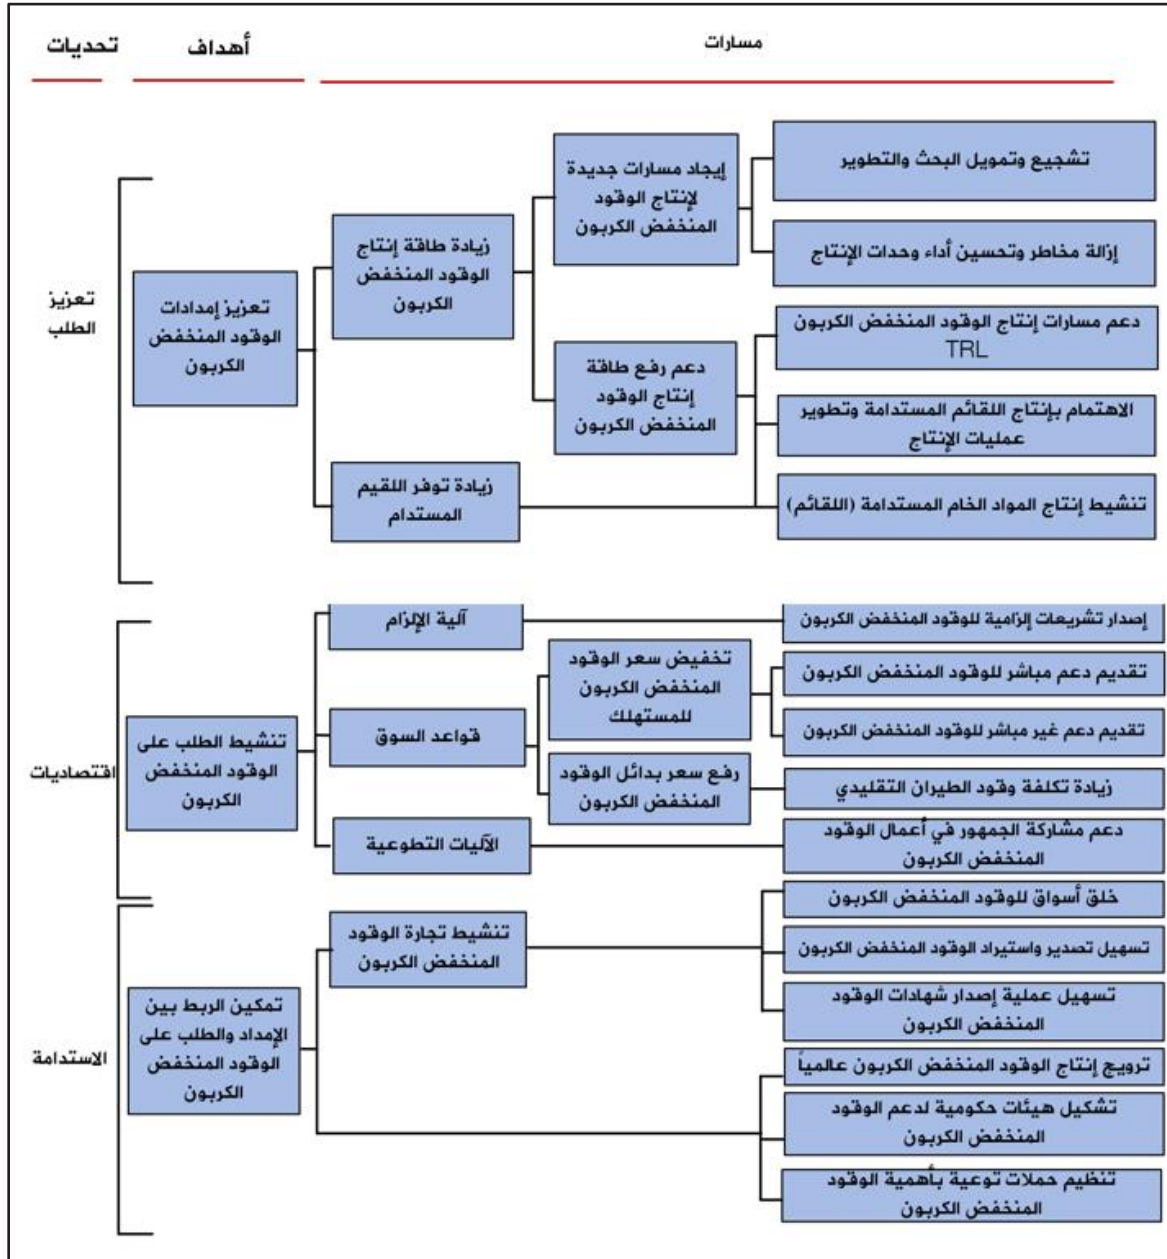 تحديات
أهداف
مسارات
تعزيز
الطلب
تعزيز إمدادات
الوقود المنخفض
الكربون
زيادة طاقة إنتاج
الوقود المنخفض
الكربون
إيجاد مسارات جديدة
لإنتاج الوقود
المنخفض الكربون
تشجيع وتمويل البحث والتطوير
إزالة مخاطر وتحسين أداء وحدات الإنتاج
دعم رفع طاقة
إنتاج الوقود
المنخفض الكربون
دعم مسارات إنتاج الوقود المنخفض الكربون
TRL
الاهتمام بإنتاج اللقائم المستدامة وتطوير
عمليات الإنتاج
زيادة توفر اللقيم
المستدام
تنشيط إنتاج المواد الخام المستدامة (اللقائم)
اقتصاديات
تنشيط الطلب على
الوقود المنخفض
الكربون
آلية الإلزام
إصدار تشريعات إلزامية للوقود المنخفض الكربون
قواعد السوق
تخفيض سعر الوقود
المنخفض الكربون
للمستهلك
تقديم دعم مباشر للوقود المنخفض الكربون
تقديم دعم غير مباشر للوقود المنخفض الكربون
رفع سعر بدائل الوقود
المنخفض الكربون
زيادة تكلفة وقود الطيران التقليدي
الآليات التطوعية
دعم مشاركة الجمهور في أعمال الوقود
المنخفض الكربون
الاستدامة
تمكين الربط بين
الإمداد والطلب على
الوقود المنخفض
الكربون
تنشيط تجارة الوقود
المنخفض الكربون
خلق أسواق للوقود المنخفض الكربون
تسهيل تصدير واستيراد الوقود المنخفض الكربون
تسهيل عملية إصدار شهادات الوقود
المنخفض الكربون
ترويج إنتاج الوقود المنخفض الكربون عالمياً
تشكيل هيئات حكومية لدعم الوقود
المنخفض الكربون
تنظيم حملات توعية بأهمية الوقود
المنخفض الكربون